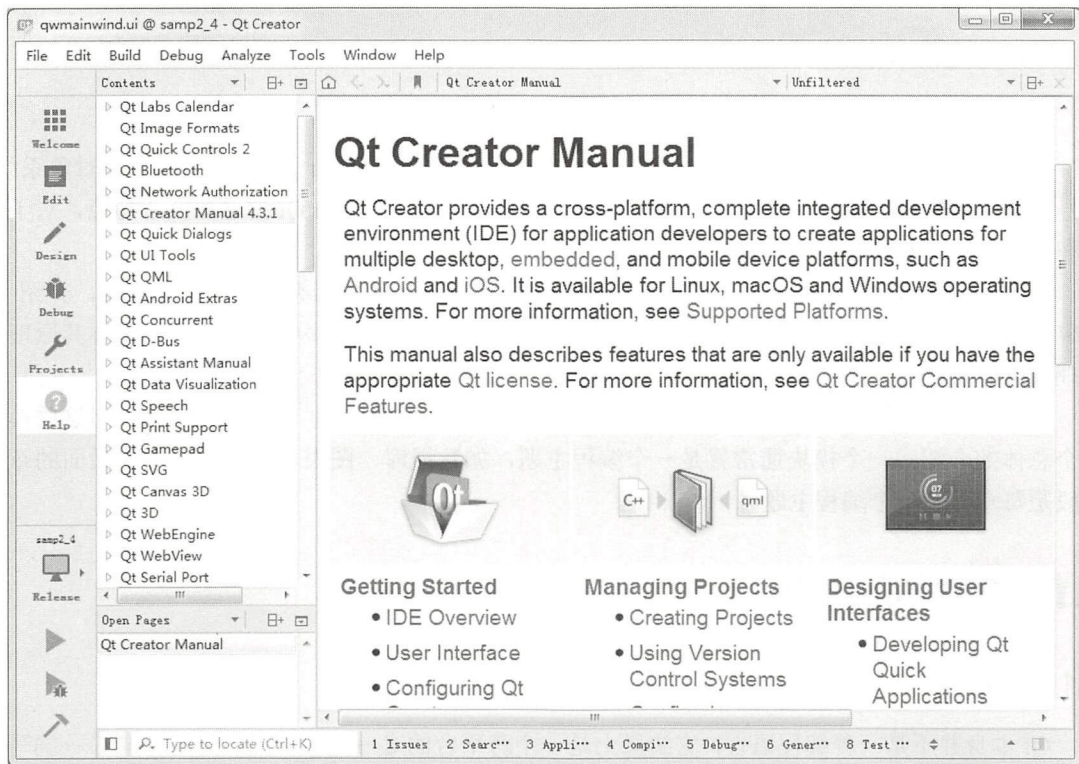 qwmainwind.ui @ samp2_4 - Qt Creator
File Edit Build Debug Analyze Tools Window Help
Contents
Qt Creator Manual
Unfiltered
Welcome
Edit
Design
Debug
Projects
Help
samp2_4
Release
Qt Labs Calendar
Qt Image Formats
Qt Quick Controls 2
Qt Bluetooth
Qt Network Authorization
Qt Creator Manual 4.3.1
Qt Quick Dialogs
Qt UI Tools
Qt QML
Qt Android Extras
Qt Concurrent
Qt D-Bus
Qt Assistant Manual
Qt Data Visualization
Qt Speech
Qt Print Support
Qt Gamepad
Qt SVG
Qt Canvas 3D
Qt 3D
Qt WebEngine
Qt WebView
Qt Serial Port
Open Pages
Qt Creator Manual
Qt Creator Manual
Qt Creator provides a cross-platform, complete integrated development
environment (IDE) for application developers to create applications for
multiple desktop, embedded, and mobile device platforms, such as
Android and iOS. It is available for Linux, macOS and Windows operating
systems. For more information, see Supported Platforms.
This manual also describes features that are only available if you have the
appropriate Qt license. For more information, see Qt Creator Commercial
Features.
Qt
C++
qml
07
Getting Started
• IDE Overview
• User Interface
• Configuring Qt
Managing Projects
• Creating Projects
• Using Version
Control Systems
Designing User
Interfaces
• Developing Qt
Quick
Applications
Type to locate (Ctrl+K)
1 Issues 2 Searc… 3 Appli… 4 Compi… 5 Debug… 6 Gener… 8 Test …